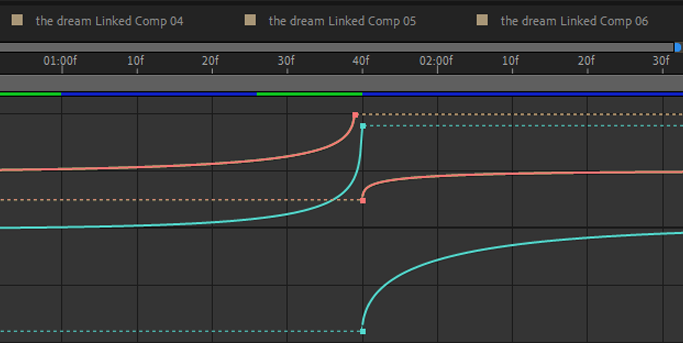 the dream Linked Comp 04 the dream Linked Comp 05 the dream Linked Comp 06
01:00f 10f 20f 30f 40f 02:00f 10f 20f 30f